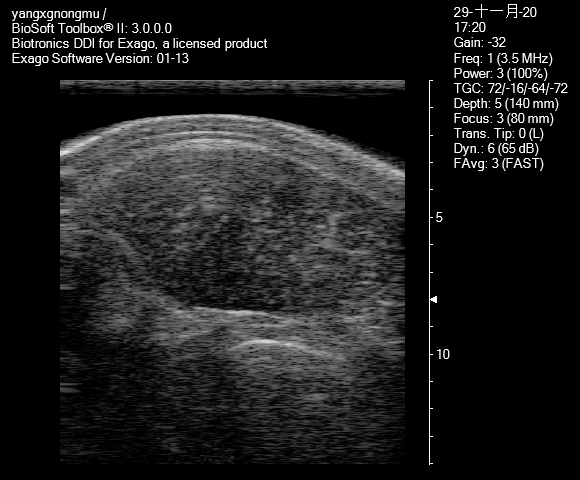 yangxgnongmu /
BioSoft Toolbox® II: 3.0.0.0
Biotronics DDI for Exago, a licensed product
Exago Software Version: 01-13
29-十一月-20
17:20
Gain: -32
Freq: 1 (3.5 MHz)
Power: 3 (100%)
TGC: 72/-16/-64/-72
Depth: 5 (140 mm)
Focus: 3 (80 mm)
Trans. Tip: 0 (L)
Dyn.: 6 (65 dB)
FAvg: 3 (FAST)
5
10